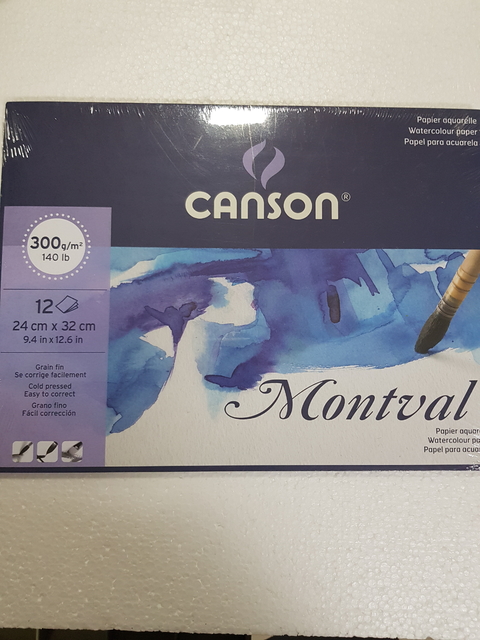 Papier aquarelle
Watercolour paper
Papel para acuarela
CANSON®
300g/m²
140 lb
12
24 cm x 32 cm
9.4 in x 12.6 in
Grain fin
Se corrige facilement
Cold pressed
Easy to correct
Grano fino
Fácil corrección
Montval
Papier aquar
Watercolour pa
Papel para acuar